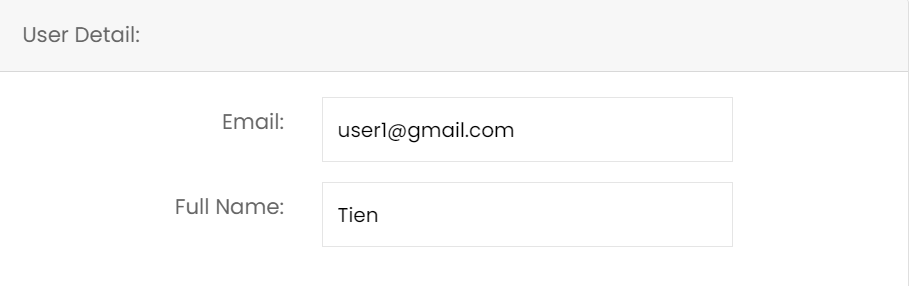 User Detail:
Email: user1@gmail.com
Full Name: Tien